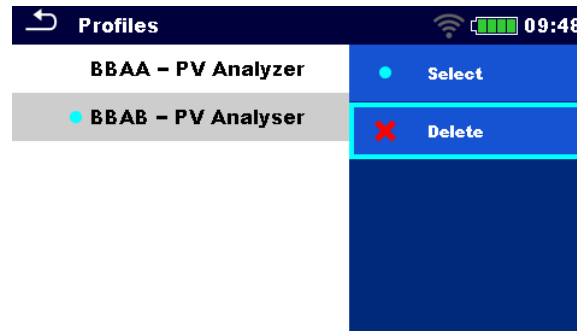 Profiles 09:48
BBAA – PV Analyzer
Select
BBAB – PV Analyser
Delete